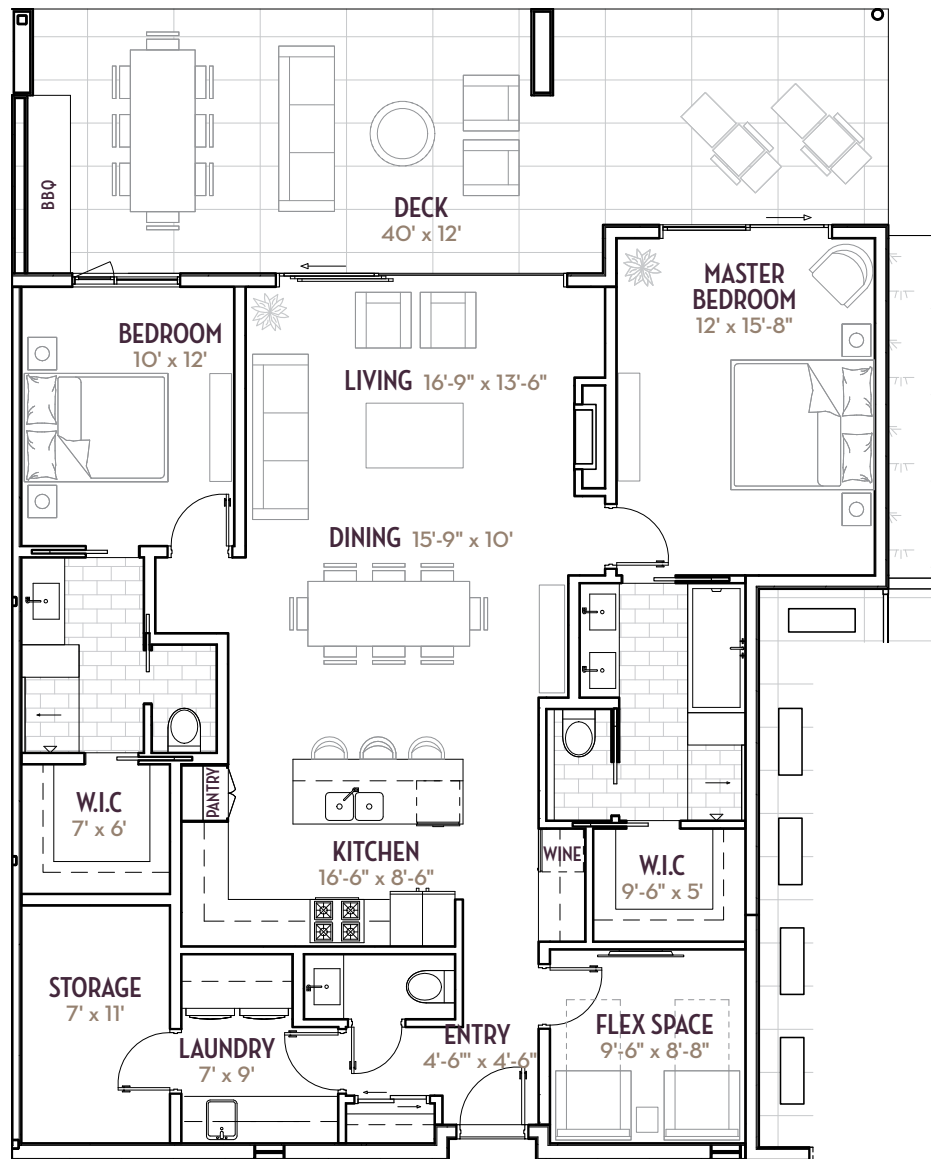 BBQ
DECK
40' x 12'
MASTER
BEDROOM
12' x 15'-8"
BEDROOM
10' x 12'
LIVING 16'-9" x 13'-6"
DINING 15'-9" x 10'
PANTRY
W.I.C
7' x 6'
KITCHEN
16'-6" x 8'-6"
WINE
W.I.C
9'-6" x 5'
STORAGE
7' x 11'
LAUNDRY
7' x 9'
ENTRY
4'-6"' x 4'-6"
FLEX SPACE
9'-6" x 8'-8"